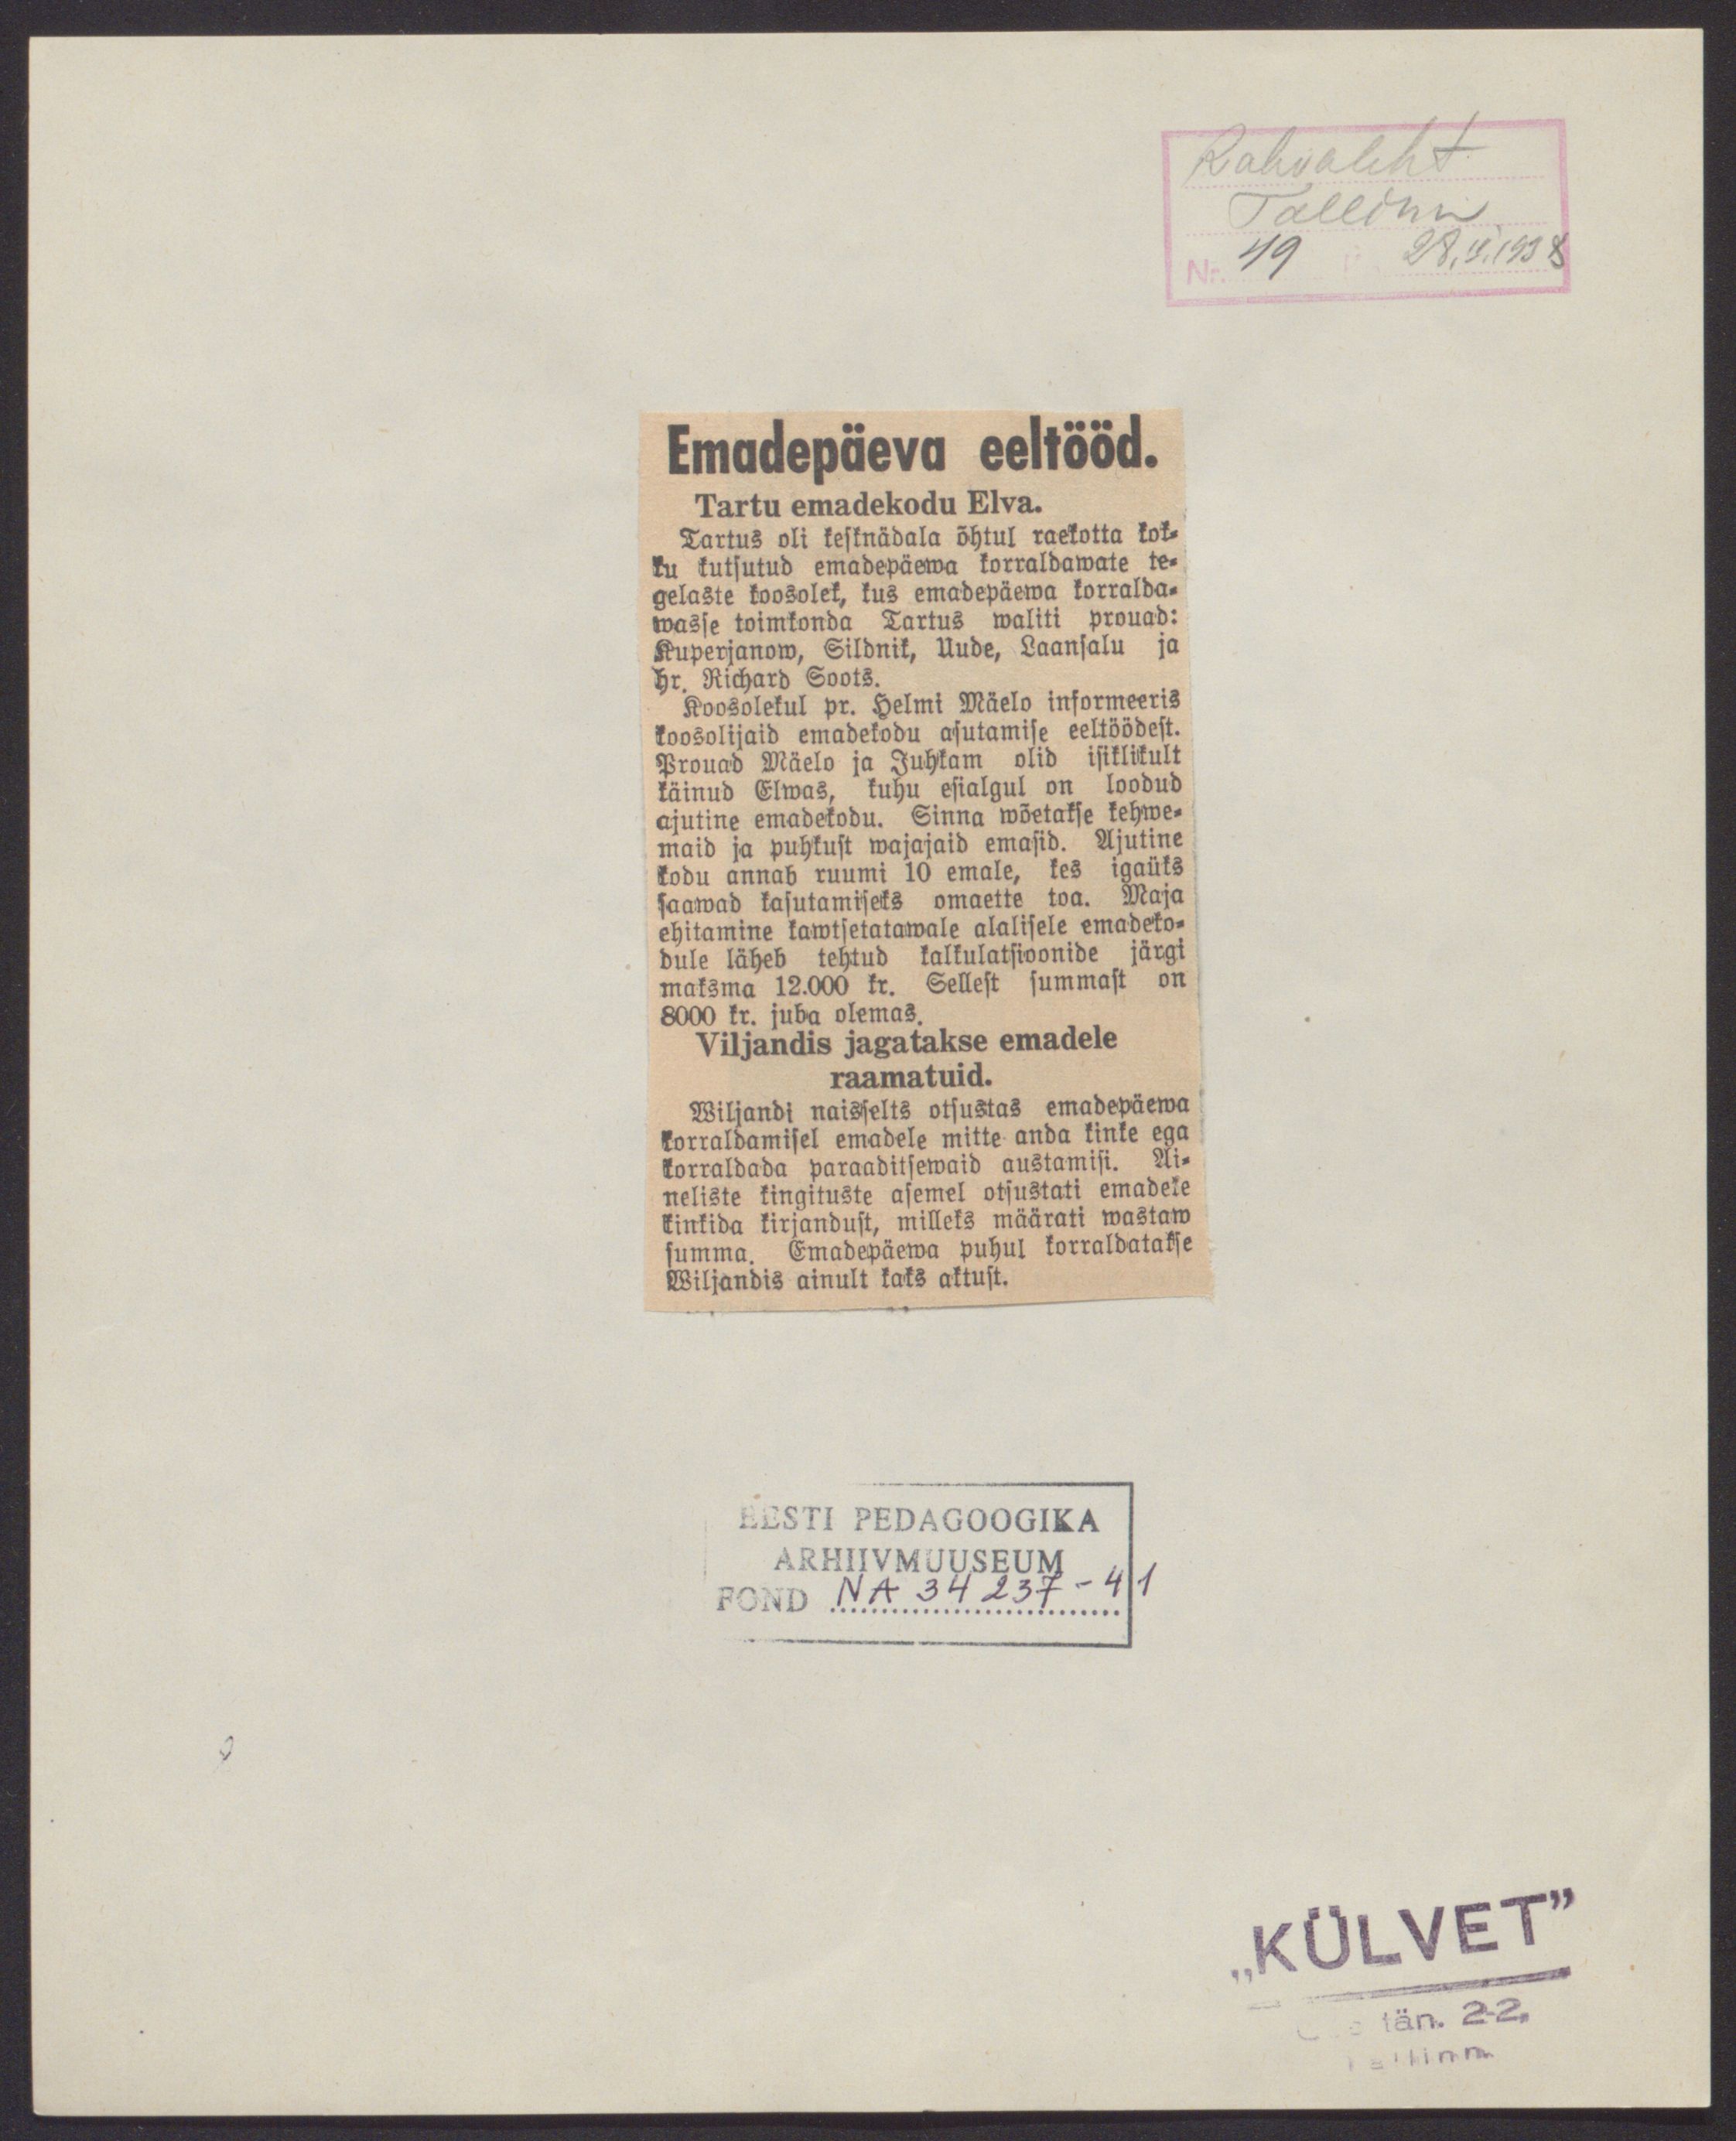 Rahvaleht
Tallinn
Nr. 49 28.IV.1938
Emadepäeva eeltööd.
Tartu emadekodu Elva.
Tartus oli kesknädala õhtul raekotta kok-
ku kutsutud emadepäewa korraldawate te-
gelaste koosolek, kus emadepäewa korralda-
wasse toimkonda Tartus waliti prouad:
Kuperjanow, Sildnik, Uude, Laansalu ja
hr. Richard Soots.
Koosolekul pr. Helmi Mäelo informeeris
koosolijaid emadekodu asutamise eeltöödest.
Prouad Mäelo ja Juhkam olid isiklikult
käinud Elwas, kuhu esialgul on loodud
ajutine emadekodu. Sinna wõetakse kehwe-
maid ja puhkust wajajaid emasid. Ajutine
kodu annab ruumi 10 emale, kes igaüks
saawad kasutamiseks omaette toa. Maja
ehitamine kawtsetatawale alalisele emadeko-
dule läheb tehtud kalkulatsioonide järgi
maksma 12.000 kr. Sellest summast on
8000 kr. juba olemas.
Viljandis jagatakse emadele
raamatuid.
Wiljandi naisselts otsustas emadepäewa
korraldamisel emadele mitte anda kinke ega
korraldada paraaditsewaid austamisi. Ai-
neliste kingituste asemel otsustati emadele
kinkida kirjandust, milleks määrati wastaw
summa. Emadepäewa puhul korraldatakse
Wiljandis ainult kaks aktust.
EESTI PEDAGOOGIKA
ARHIIVMUUSEUM
FOND NA 34 237-41
„KÜLVET”
tän. 2-2,
Tallinn